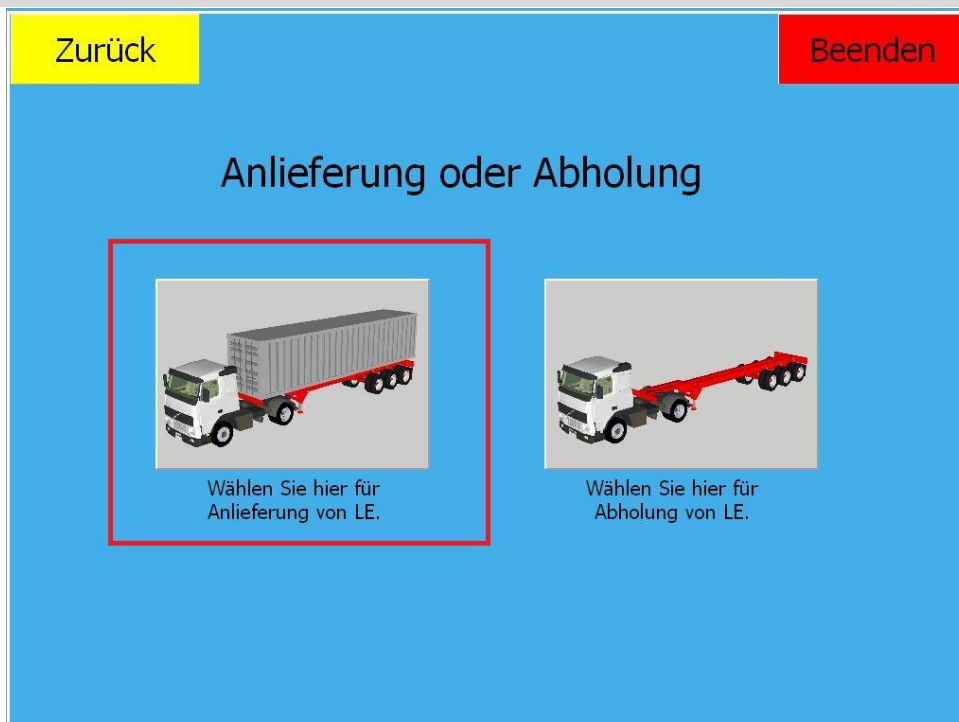 Zurück
Beenden
Anlieferung oder Abholung
Wählen Sie hier für
Anlieferung von LE.
Wählen Sie hier für
Abholung von LE.